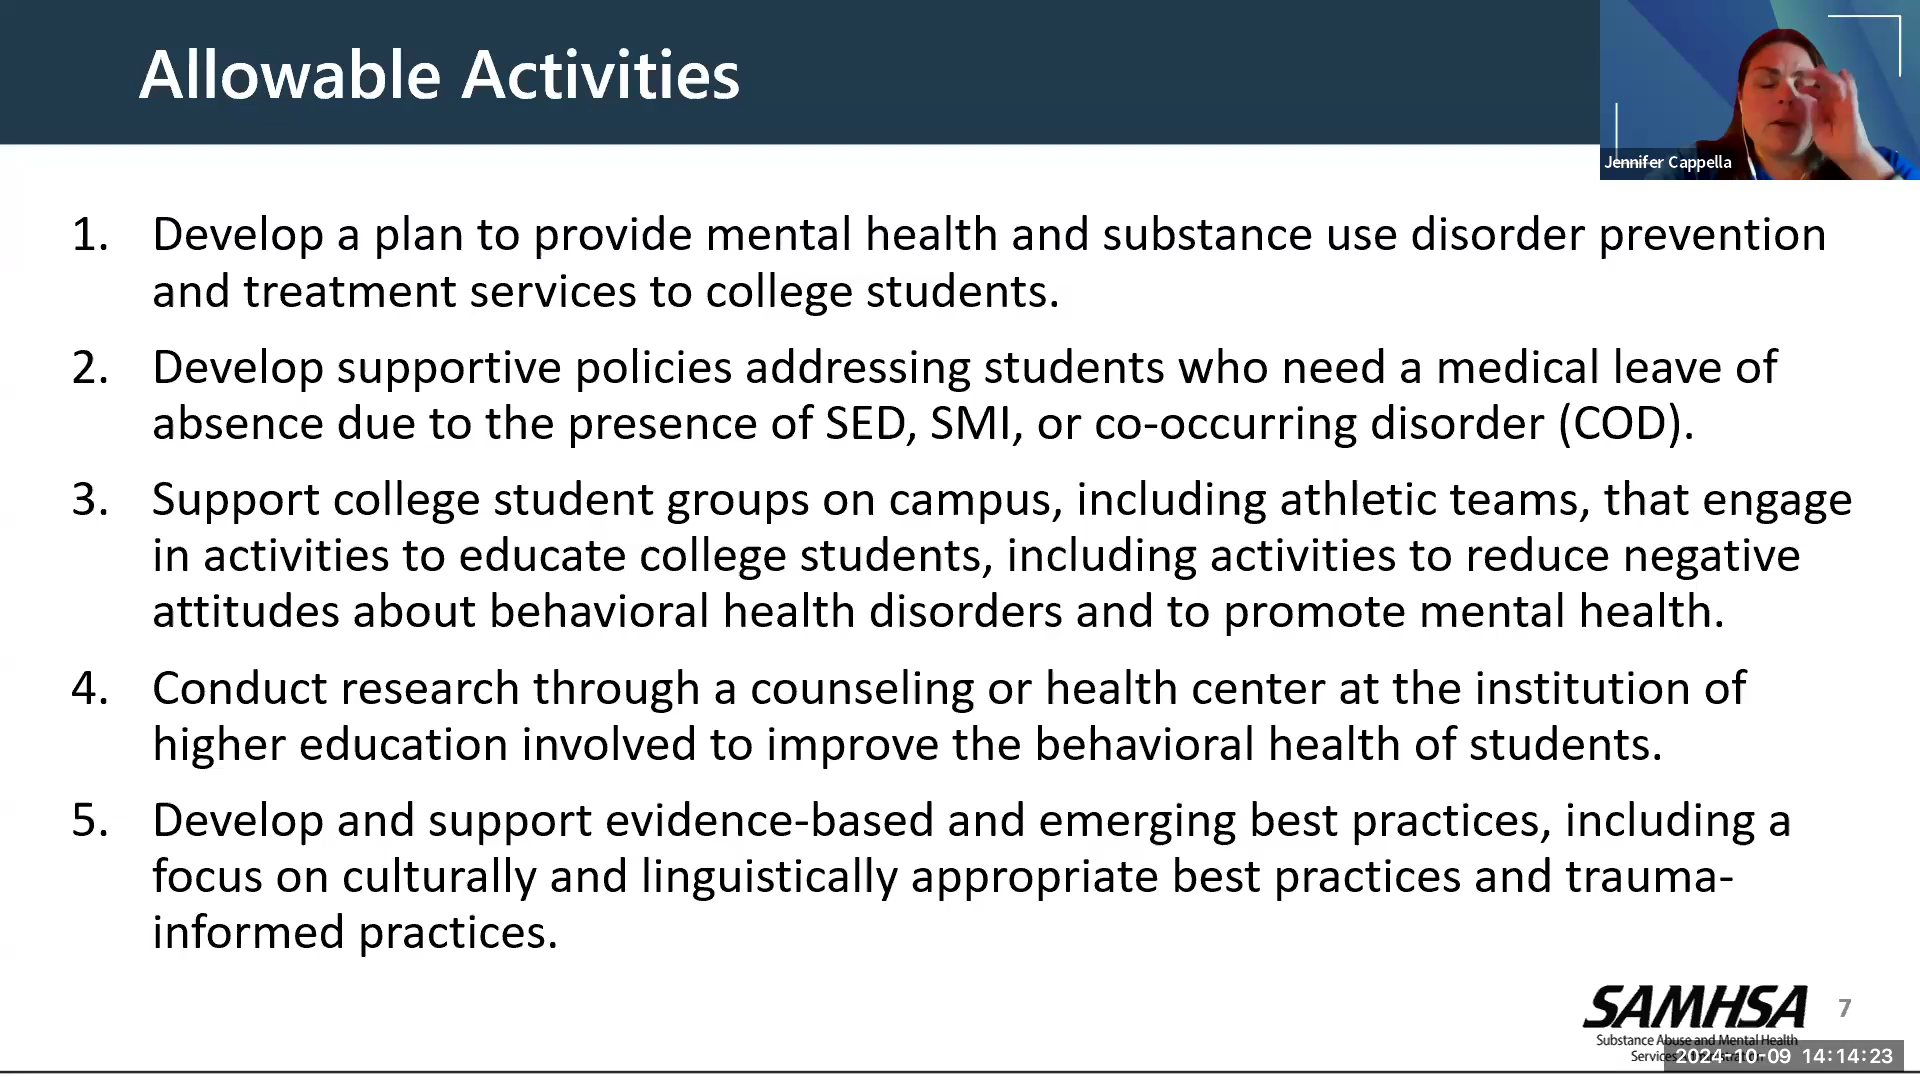 Allowable Activities
Jennifer Cappella
1. Develop a plan to provide mental health and substance use disorder prevention
and treatment services to college students.
2. Develop supportive policies addressing students who need a medical leave of
absence due to the presence of SED, SMI, or co-occurring disorder (COD).
3. Support college student groups on campus, including athletic teams, that engage
in activities to educate college students, including activities to reduce negative
attitudes about behavioral health disorders and to promote mental health.
4. Conduct research through a counseling or health center at the institution of
higher education involved to improve the behavioral health of students.
5. Develop and support evidence-based and emerging best practices, including a
focus on culturally and linguistically appropriate best practices and trauma-
informed practices.
SAMHSA
7
Substance Abuse and Mental Health
2024-10-09 14:14:23